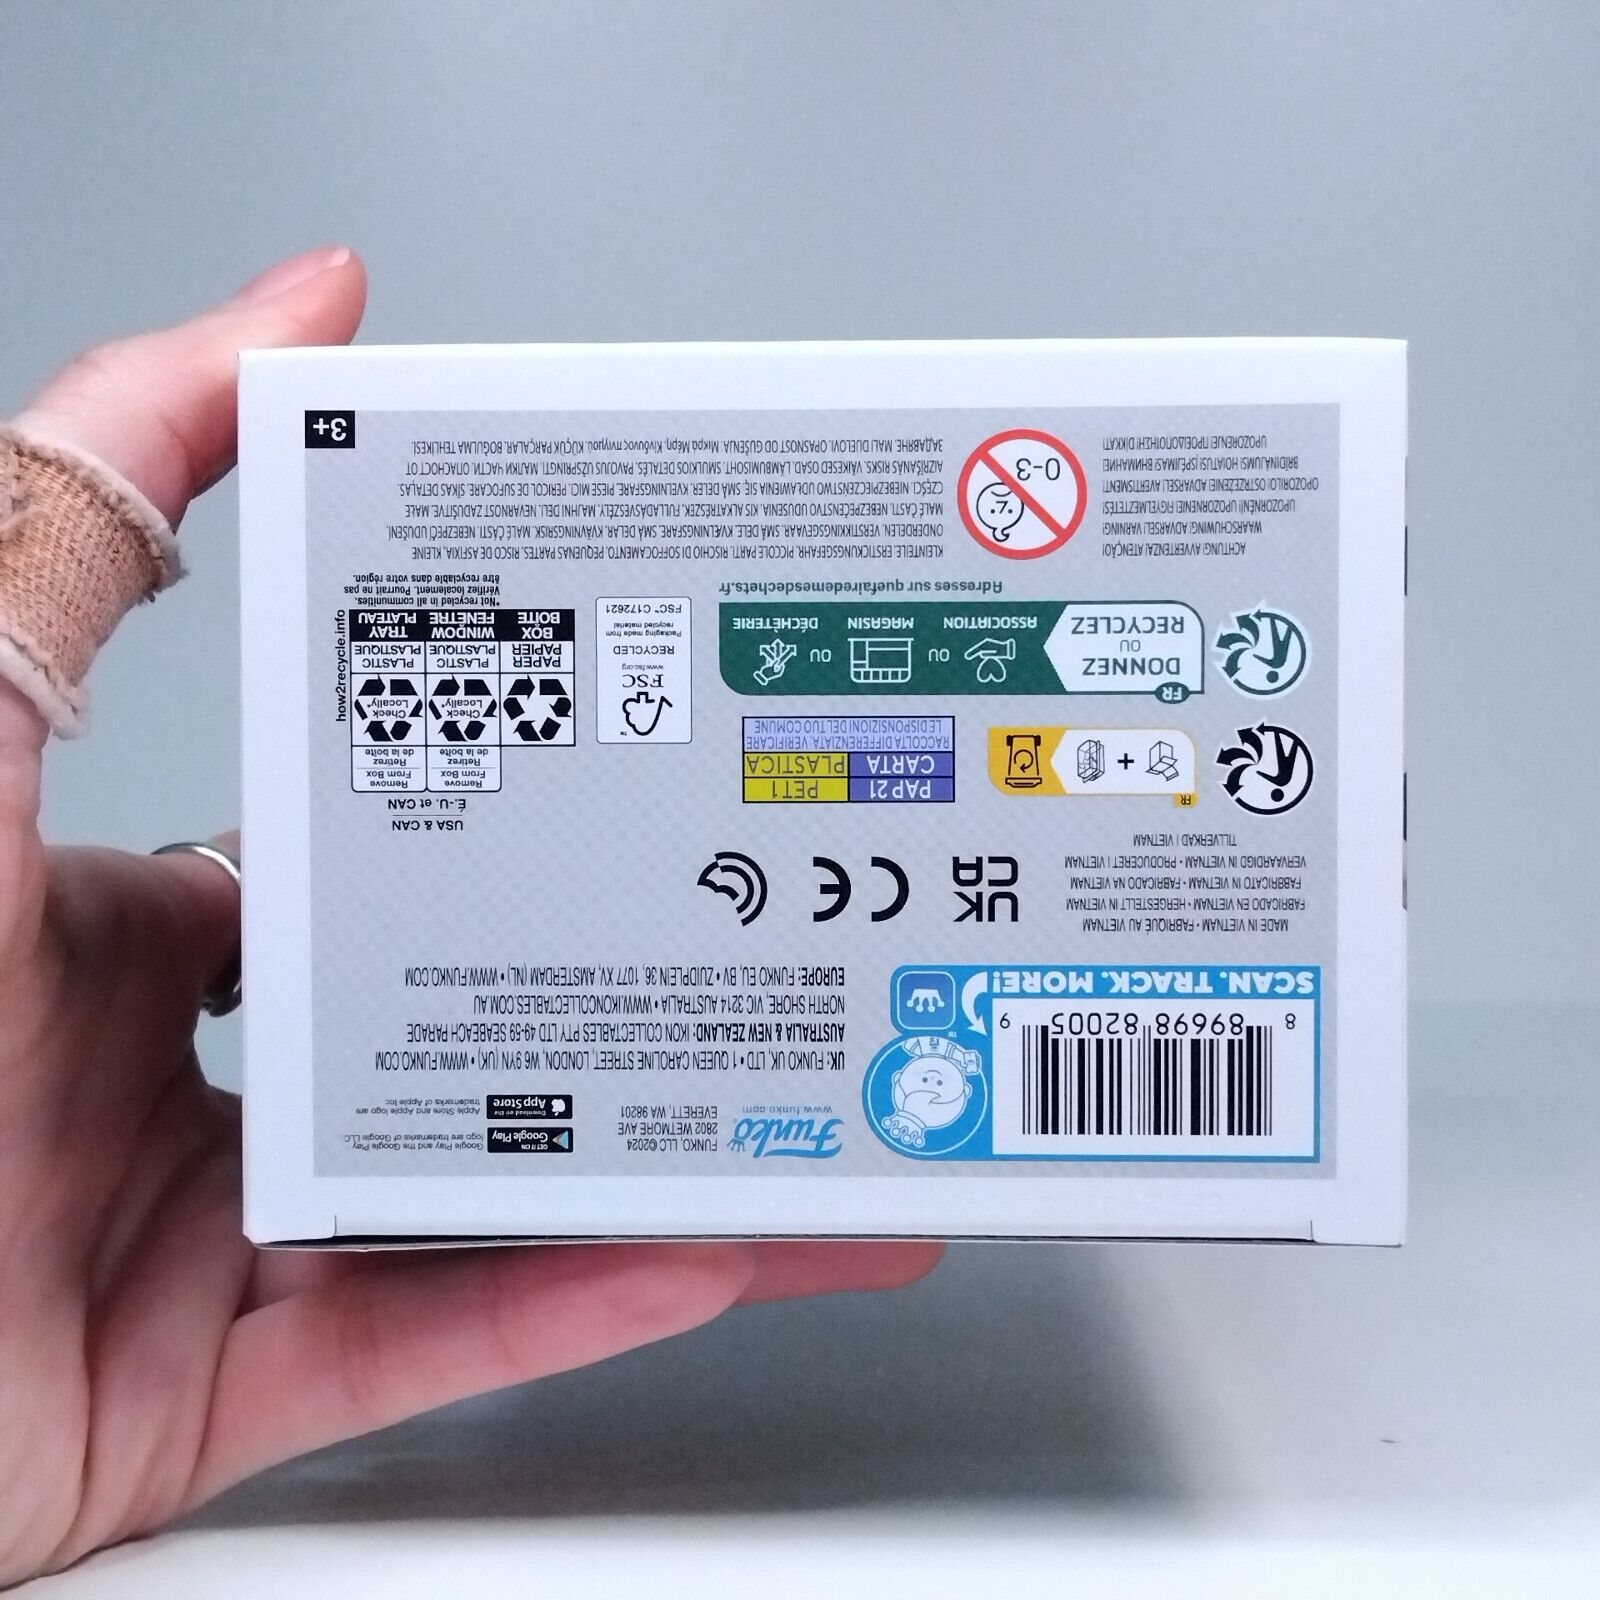 SCAN. TRACK. MORE!
8 89698 82005 9
Funko
www.funko.com
FUNKO, LLC ©2024
2802 WETMORE AVE
EVERETT, WA 98201
GET IT ON
Google Play
Google Play and the Google Play
logo are trademarks of Google LLC.
Download on the
App Store
Apple and Apple logo are
trademarks of Apple Inc
UK: FUNKO UK, LTD • 1 QUEEN CAROLINE STREET, LONDON, W6 9YN (UK) • WWW.FUNKO.COM
AUSTRALIA & NEW ZEALAND: IKON COLLECTABLES PTY LTD 49-59 SEABEACH PARADE
NORTH SHORE, VIC 3214 AUSTRALIA • WWW.IKONCOLLECTABLES.COM.AU
EUROPE: FUNKO EU, BV • ZUIDPLEIN 36, 1077 XV, AMSTERDAM (NL) • WWW.FUNKO.COM
MADE IN VIETNAM • FABRIQUÉ AU VIETNAM
FABRICADO EN VIETNAM • HERGESTELLT IN VIETNAM
FABBRICATO IN VIETNAM • FABRICADO NA VIETNAM
VERVAARDIGD IN VIETNAM • PRODUCERET I VIETNAM
TILLVERKAD I VIETNAM
UK
CA
CE
FR
+
PAP 21 PET1
CARTA PLASTICA
RACCOLTA DIFFERENZIATA. VERIFICARE
LE DISPOSIZIONI DEL TUO COMUNE
USA & CAN
É.-U. et CAN
Remove
From Box
Retirez
de la boîte
Remove
From Box
Retirez
de la boîte
Check
Locally*
Check
Locally*
PAPER
PAPIER
PLASTIC
PLASTIQUE
PLASTIC
PLASTIQUE
BOX
BOÎTE
WINDOW
FENÊTRE
TRAY
PLATEAU
how2recycle.info
*Not recycled in all communities.
Vérifiez localement. Pourrait ne pas
être recyclable dans votre région.
FSC
www.fsc.org
RECYCLED
Packaging made from
recycled material
FSC™ C172621
FR
DONNEZ
OU
RECYCLEZ
ASSOCIATION
OU
MAGASIN
OU
DÉCHÈTERIE
Adresses sur quefairedemesdechets.fr
ACHTUNG! AVVERTENZA! ATENÇÃO!
WAARSCHUWING! ADVARSEL! VARNING!
UPOZORNĚNÍ! UPOZORNENIE! FIGYELMEZTETÉS!
OPOZORILO! OSTRZEŻENIE! ADVARSEL! AVERTISMENT!
BRĪDINĀJUMS! HOIATUS! ĮSPĖJIMAS! ВНИМАНИЕ!
UPOZORENJE! ΠΡΟΕΙΔΟΠΟΙΗΣΗ! DIKKAT!
0-3
KLEINTEILE. ERSTICKUNGSGEFAHR. PICCOLE PARTI. RISCHIO DI SOFFOCAMENTO. PEQUENAS PARTES. RISCO DE ASFIXIA. KLEINE
ONDERDELEN. VERSTIKKINGSGEVAAR. SMÅ DELE. KVÆLNINGSFARE. SMÅ DELAR. KVÄVNINGSRISK. MALÉ ČÁSTI. NEBEZPEČÍ UDUŠENÍ.
MALÉ ČASTI. NEBEZPEČENSTVO UDUSENIA. KIS ALKATRÉSZEK. FULLADÁSVESZÉLY. MAJHNI DELI. NEVARNOST ZADUŠITVE. MAŁE
CZĘŚCI. NIEBEZPIECZEŃSTWO UDŁAWIENIA SIĘ. SMÅ DELER. KVELNINGSFARE. PIESE MICI. PERICOL DE SUFOCARE. SĪKAS DETAĻAS.
AIZRĪŠANĀS RISKS. VÄIKESED OSAD. LÄMBUMISOHT. SMULKIOS DETALĖS. PAVOJUS UŽSPRINGTI. МАЛКИ ЧАСТИ. ОПАСНОСТ ОТ
ЗАДАВЯНЕ. MALI DIJELOVI. OPASNOST OD GUŠENJA. Μικρά Μέρη. Κίνδυνος πνιγμού. KÜÇÜK PARÇALAR. BOĞULMA TEHLİKESİ.
3+